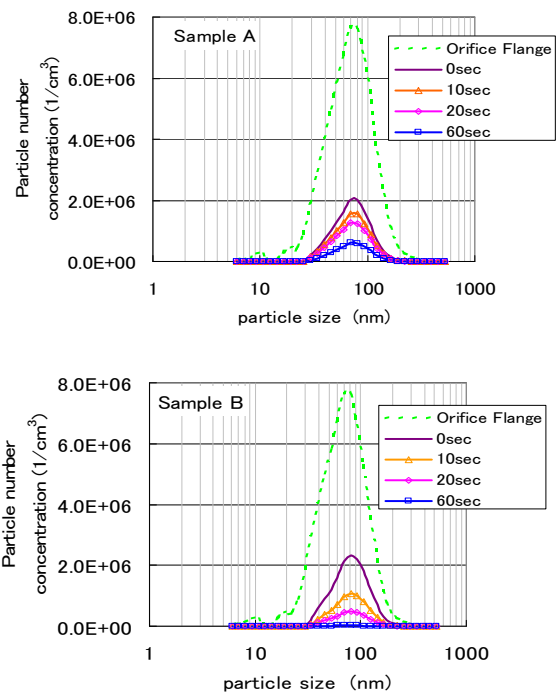 Sample A
Particle number
concentration (1/cm³)
8.0E+06
6.0E+06
4.0E+06
2.0E+06
0.0E+00
1
10
100
1000
particle size (nm)
Orifice Flange
0sec
10sec
20sec
60sec
Sample B
Particle number
concentration (1/cm³)
8.0E+06
6.0E+06
4.0E+06
2.0E+06
0.0E+00
1
10
100
1000
particle size (nm)
Orifice Flange
0sec
10sec
20sec
60sec